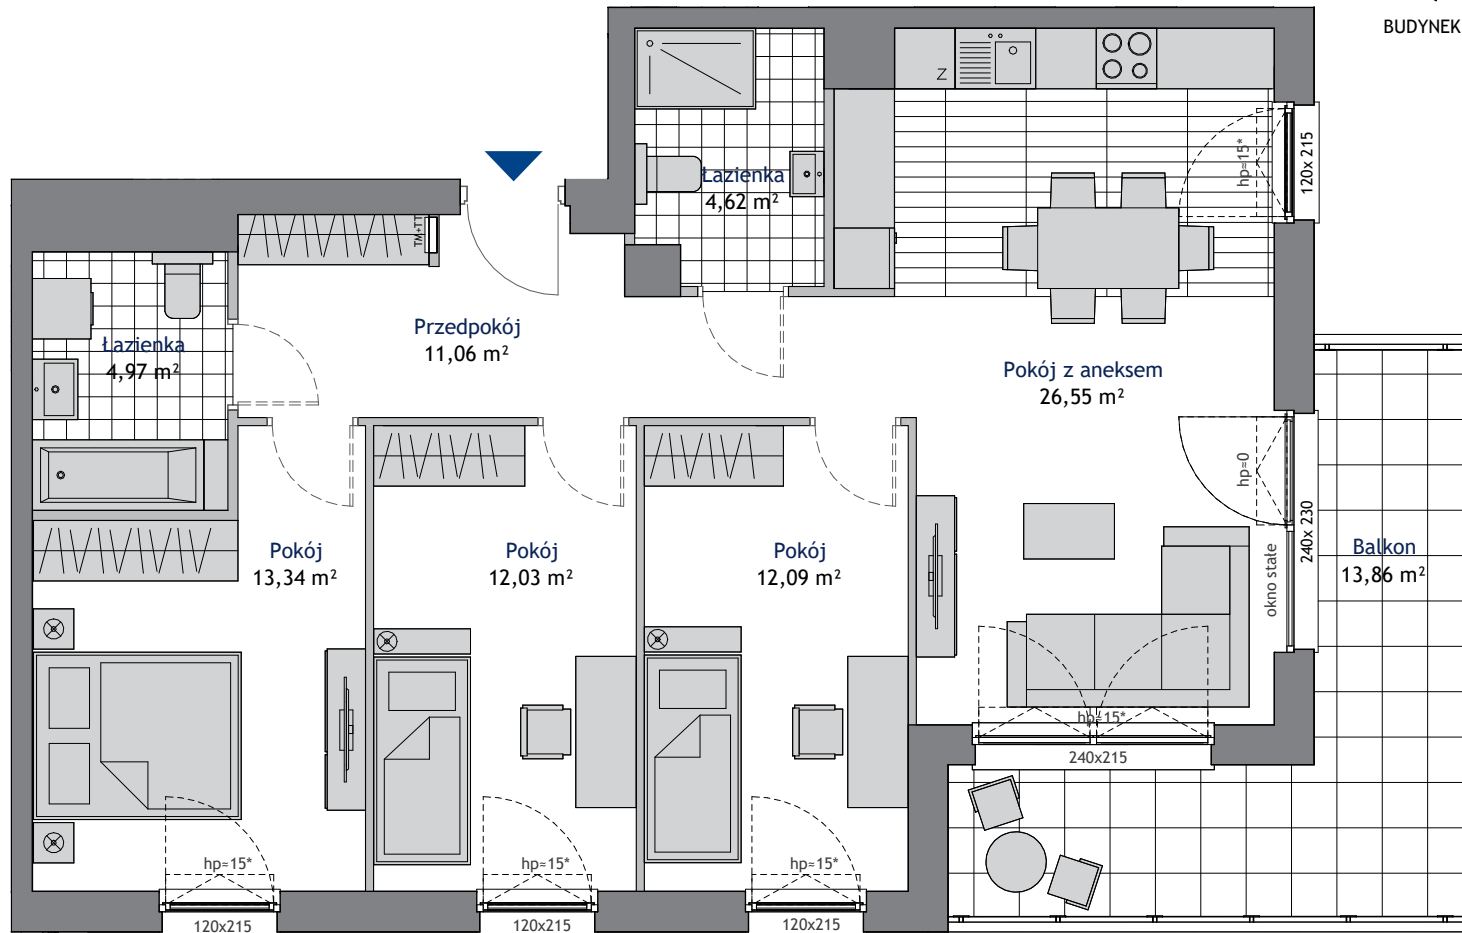 BUDYNEK
Z
hp≈15*
120x 215
Łazienka
4,62 m²
TM+TT
Przedpokój
11,06 m²
Łazienka
4,97 m²
Pokój z aneksem
26,55 m²
hp≈0
240x 230
okno stałe
Balkon
13,86 m²
Pokój
13,34 m²
Pokój
12,03 m²
Pokój
12,09 m²
hp≈15*
240x215
hp≈15*
hp≈15*
hp≈15*
120x215
120x215
120x215